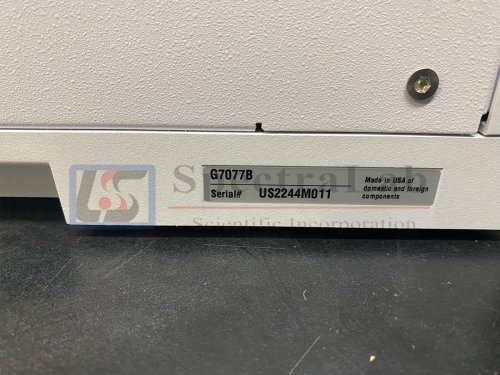 G7077B
Serial# US2244M011
Made in USA of
domestic and foreign
components
SpectraLab
Scientific Incorporation